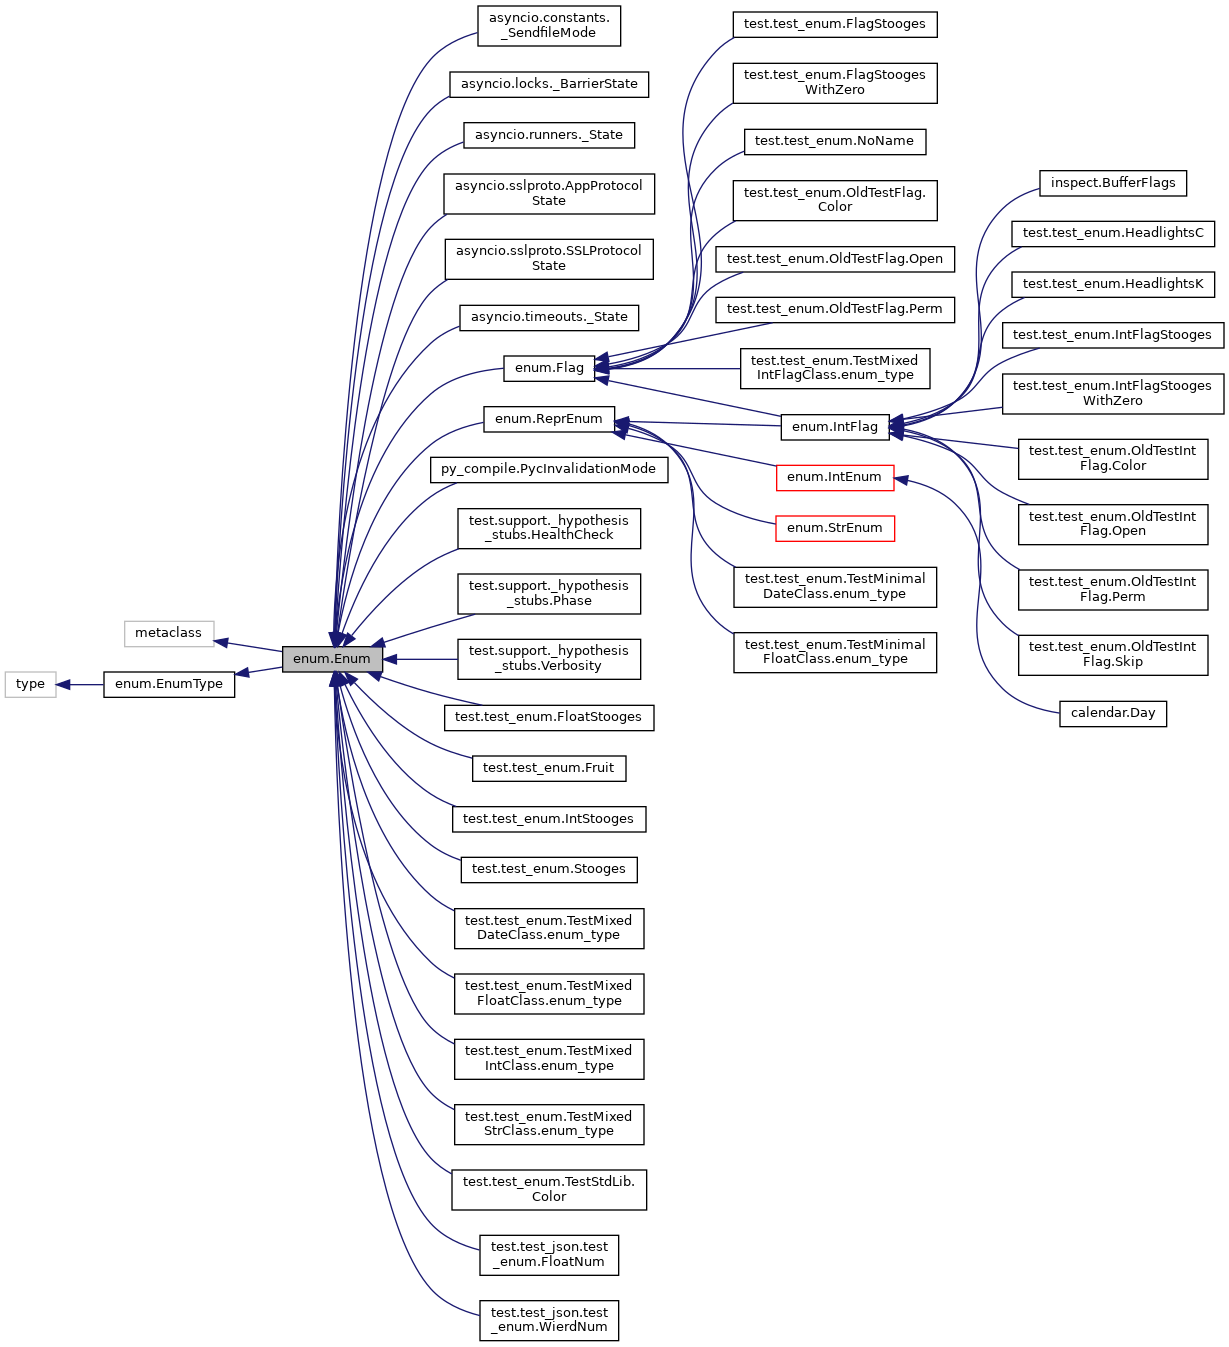 asyncio.constants.
_SendfileMode
asyncio.locks._BarrierState
asyncio.runners._State
asyncio.sslproto.AppProtocol
State
asyncio.sslproto.SSLProtocol
State
asyncio.timeouts._State
enum.Flag
enum.ReprEnum
py_compile.PycInvalidationMode
test.support._hypothesis
_stubs.HealthCheck
test.support._hypothesis
_stubs.Phase
test.support._hypothesis
_stubs.Verbosity
test.test_enum.FloatStooges
test.test_enum.Fruit
test.test_enum.IntStooges
test.test_enum.Stooges
test.test_enum.TestMixed
DateClass.enum_type
test.test_enum.TestMixed
FloatClass.enum_type
test.test_enum.TestMixed
IntClass.enum_type
test.test_enum.TestMixed
StrClass.enum_type
test.test_enum.TestStdLib.
Color
test.test_json.test
_enum.FloatNum
test.test_json.test
_enum.WierdNum
metaclass
enum.Enum
type
enum.EnumType
test.test_enum.FlagStooges
test.test_enum.FlagStooges
WithZero
test.test_enum.NoName
test.test_enum.OldTestFlag.
Color
test.test_enum.OldTestFlag.Open
test.test_enum.OldTestFlag.Perm
test.test_enum.TestMixed
IntFlagClass.enum_type
enum.IntFlag
enum.IntEnum
enum.StrEnum
test.test_enum.TestMinimal
DateClass.enum_type
test.test_enum.TestMinimal
FloatClass.enum_type
inspect.BufferFlags
test.test_enum.HeadlightsC
test.test_enum.HeadlightsK
test.test_enum.IntFlagStooges
test.test_enum.IntFlagStooges
WithZero
test.test_enum.OldTestInt
Flag.Color
test.test_enum.OldTestInt
Flag.Open
test.test_enum.OldTestInt
Flag.Perm
test.test_enum.OldTestInt
Flag.Skip
calendar.Day